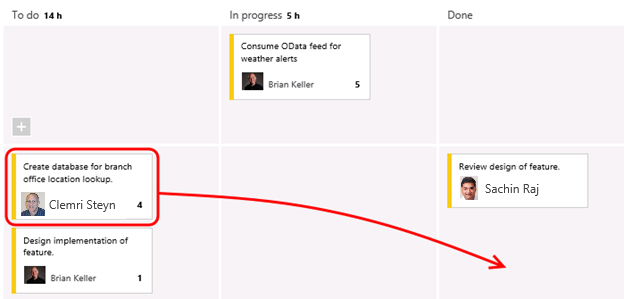 To do 14 h
In progress 5 h
Done
Consume OData feed for
weather alerts
Brian Keller 5
Create database for branch
office location lookup.
Clemri Steyn 4
Review design of feature.
Sachin Raj
Design implementation of
feature.
Brian Keller 1